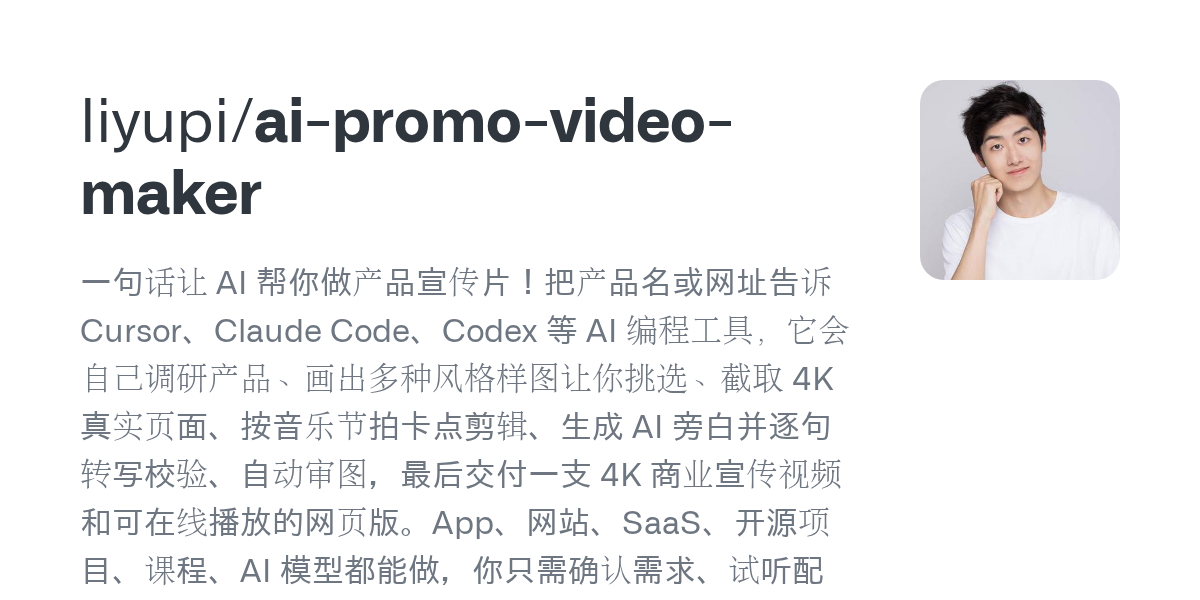 liyupi/ai-promo-video-
maker
一句话让 AI 帮你做产品宣传片！把产品名或网址告诉
Cursor、Claude Code、Codex 等 AI 编程工具，它会
自己调研产品、画出多种风格样图让你挑选、截取 4K
真实页面、按音乐节拍卡点剪辑、生成 AI 旁白并逐句
转写校验、自动审图，最后交付一支 4K 商业宣传视频
和可在线播放的网页版。App、网站、SaaS、开源项
目、课程、AI 模型都能做，你只需确认需求、试听配